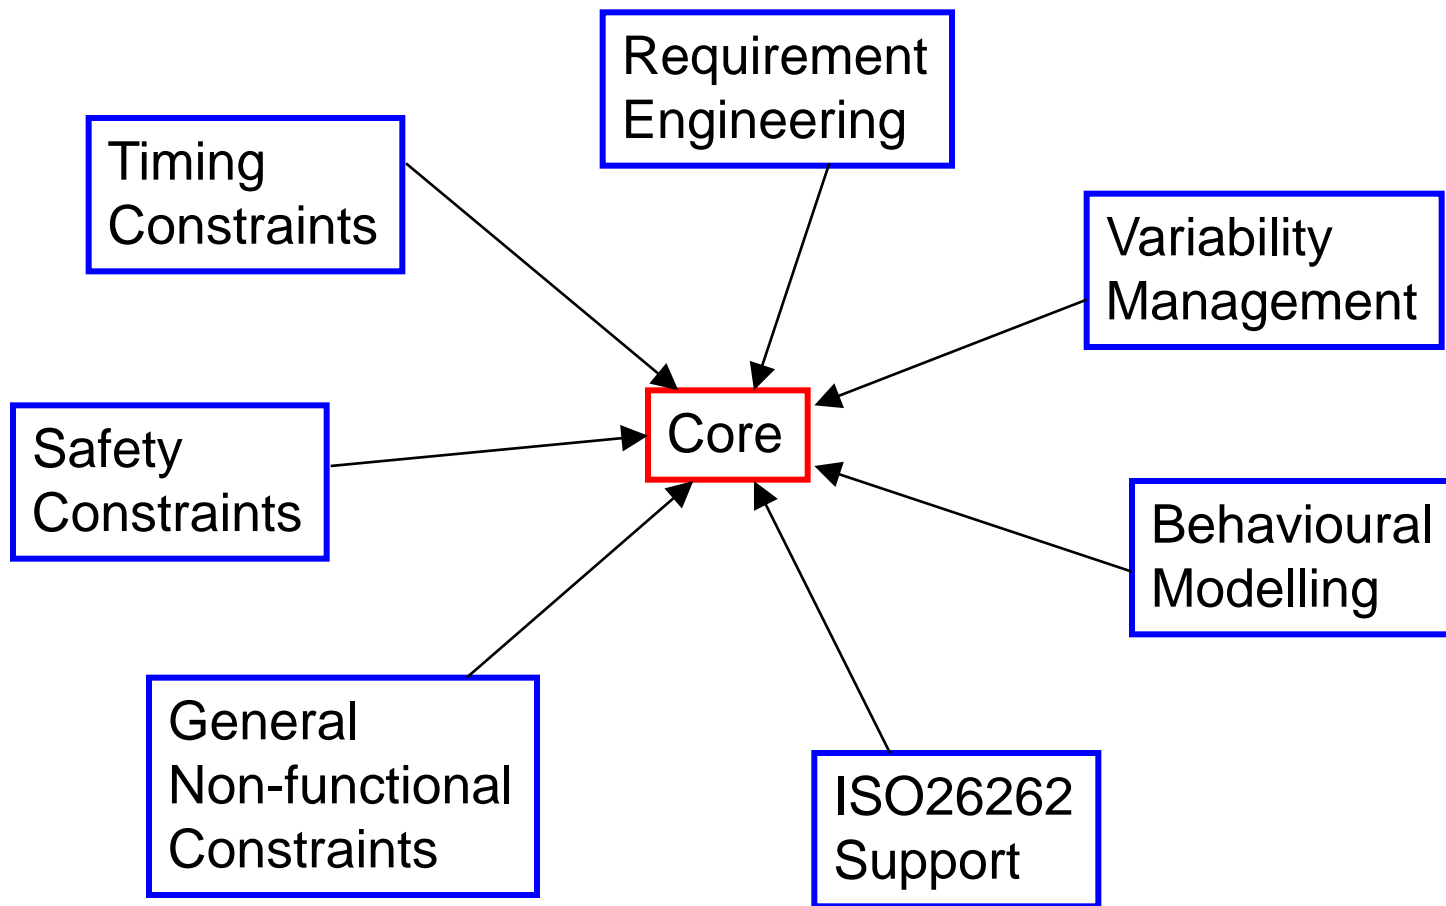 Requirement
Engineering
Timing
Constraints
Variability
Management
Core
Safety
Constraints
Behavioural
Modelling
General
Non-functional
Constraints
ISO26262
Support